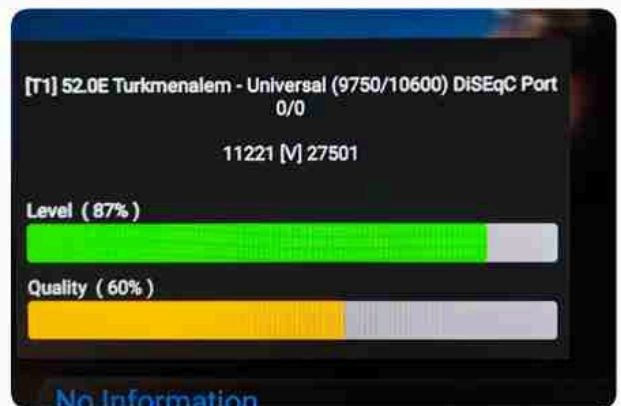 [T1] 52.0E Turkmenalem - Universal (9750/10600) DiSEqC Port
0/0
11221 [V] 27501
Level ( 87% )
Quality ( 60% )
No Information